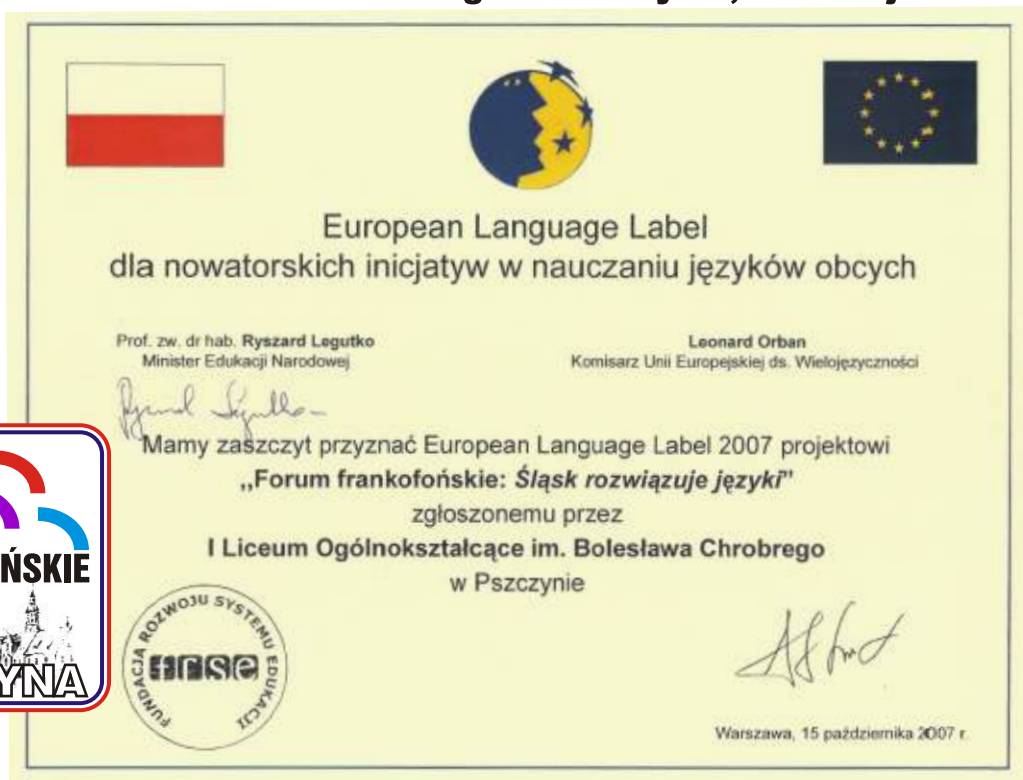 European Language Label
dla nowatorskich inicjatyw w nauczaniu języków obcych
Prof. zw. dr hab. Ryszard Legutko
Minister Edukacji Narodowej
Leonard Orban
Komisarz Unii Europejskiej ds. Wielojęzyczności
Mamy zaszczyt przyznać European Language Label 2007 projektowi
,,Forum frankofońskie: Śląsk rozwiązuje języki”
zgłoszonemu przez
I Liceum Ogólnokształcące im. Bolesława Chrobrego
w Pszczynie
ŃSKIE
YNA
FUNDACJA ROZWOJU SYSTEMU EDUKACJI
FRSE
Warszawa, 15 października 2007 r.